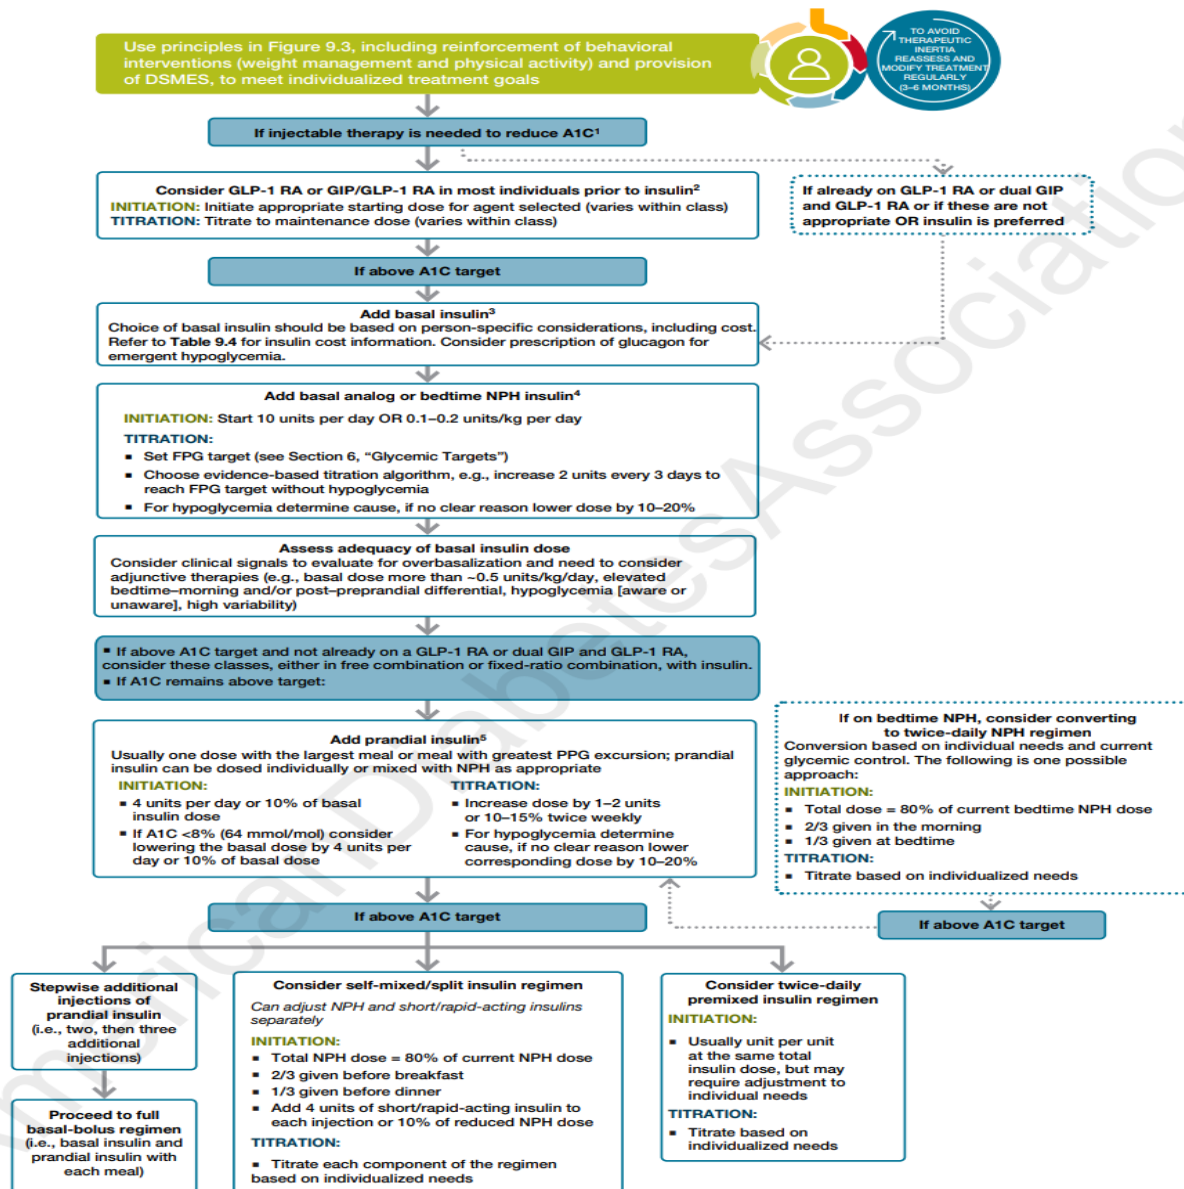 Use principles in Figure 9.3, including reinforcement of behavioral
interventions (weight management and physical activity) and provision
of DSMES, to meet individualized treatment goals
TO AVOID
THERAPEUTIC
INERTIA
REASSESS AND
MODIFY TREATMENT
REGULARLY
(3–6 MONTHS)
If injectable therapy is needed to reduce A1C¹
Consider GLP-1 RA or GIP/GLP-1 RA in most individuals prior to insulin²
INITIATION: Initiate appropriate starting dose for agent selected (varies within class)
TITRATION: Titrate to maintenance dose (varies within class)
If already on GLP-1 RA or dual GIP
and GLP-1 RA or if these are not
appropriate OR insulin is preferred
If above A1C target
Add basal insulin³
Choice of basal insulin should be based on person-specific considerations, including cost.
Refer to Table 9.4 for insulin cost information. Consider prescription of glucagon for
emergent hypoglycemia.
Add basal analog or bedtime NPH insulin⁴
INITIATION: Start 10 units per day OR 0.1–0.2 units/kg per day
TITRATION:
▪ Set FPG target (see Section 6, “Glycemic Targets”)
▪ Choose evidence-based titration algorithm, e.g., increase 2 units every 3 days to
reach FPG target without hypoglycemia
▪ For hypoglycemia determine cause, if no clear reason lower dose by 10–20%
Assess adequacy of basal insulin dose
Consider clinical signals to evaluate for overbasalization and need to consider
adjunctive therapies (e.g., basal dose more than ~0.5 units/kg/day, elevated
bedtime–morning and/or post–preprandial differential, hypoglycemia [aware or
unaware], high variability)
▪ If above A1C target and not already on a GLP-1 RA or dual GIP and GLP-1 RA,
consider these classes, either in free combination or fixed-ratio combination, with insulin.
▪ If A1C remains above target:
Add prandial insulin⁵
Usually one dose with the largest meal or meal with greatest PPG excursion; prandial
insulin can be dosed individually or mixed with NPH as appropriate
INITIATION:
▪ 4 units per day or 10% of basal
insulin dose
▪ If A1C <8% (64 mmol/mol) consider
lowering the basal dose by 4 units per
day or 10% of basal dose
TITRATION:
▪ Increase dose by 1–2 units
or 10–15% twice weekly
▪ For hypoglycemia determine
cause, if no clear reason lower
corresponding dose by 10–20%
If on bedtime NPH, consider converting
to twice-daily NPH regimen
Conversion based on individual needs and current
glycemic control. The following is one possible
approach:
INITIATION:
▪ Total dose = 80% of current bedtime NPH dose
▪ 2/3 given in the morning
▪ 1/3 given at bedtime
TITRATION:
▪ Titrate based on individualized needs
If above A1C target
If above A1C target
Stepwise additional
injections of
prandial insulin
(i.e., two, then three
additional
injections)
Proceed to full
basal-bolus regimen
(i.e., basal insulin and
prandial insulin with
each meal)
Consider self-mixed/split insulin regimen
Can adjust NPH and short/rapid-acting insulins
separately
INITIATION:
▪ Total NPH dose = 80% of current NPH dose
▪ 2/3 given before breakfast
▪ 1/3 given before dinner
▪ Add 4 units of short/rapid-acting insulin to
each injection or 10% of reduced NPH dose
TITRATION:
▪ Titrate each component of the regimen
based on individualized needs
Consider twice-daily
premixed insulin regimen
INITIATION:
▪ Usually unit per unit
at the same total
insulin dose, but may
require adjustment to
individual needs
TITRATION:
▪ Titrate based on
individualized needs
American Diabetes Association